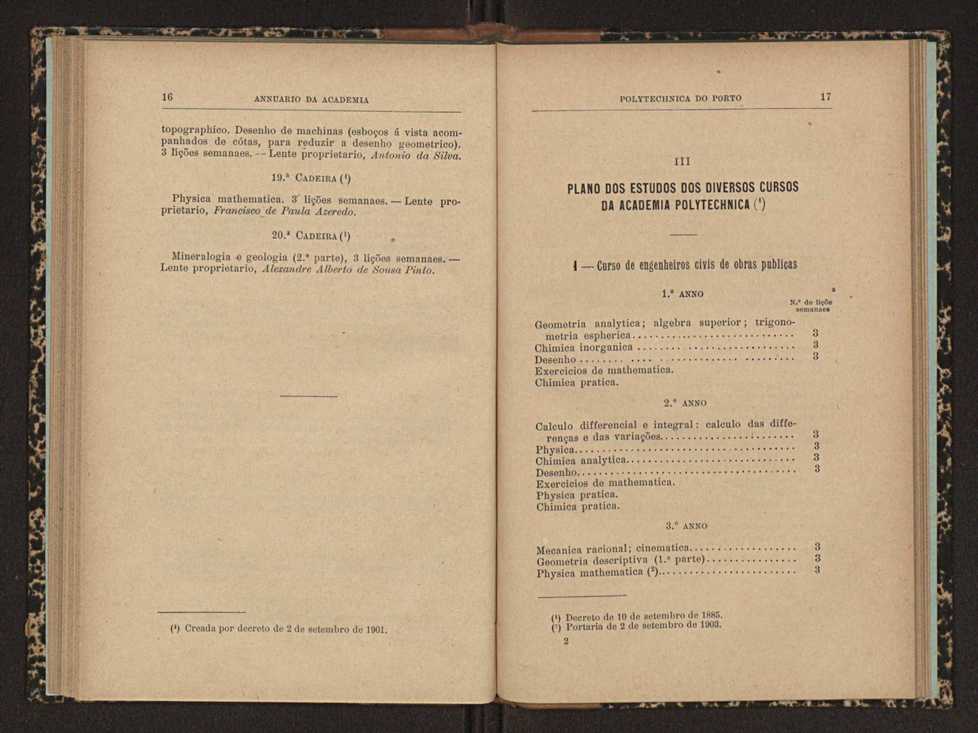 16 ANNUARIO DA ACADEMIA
topographico. Desenho de machinas (esboços á vista acom-
panhados de cótas, para reduzir a desenho geometrico).
3 lições semanaes. — Lente proprietario, Antonio da Silva.
19.ª CADEIRA (¹)
Physica mathematica. 3 lições semanaes. — Lente pro-
prietario, Francisco de Paula Azeredo.
20.ª CADEIRA (¹)
Mineralogia e geologia (2.ª parte), 3 lições semanaes. —
Lente proprietario, Alexandre Alberto de Sousa Pinto.
(¹) Creada por decreto de 2 de setembro de 1901.
POLYTECHNICA DO PORTO 17
III
PLANO DOS ESTUDOS DOS DIVERSOS CURSOS
DA ACADEMIA POLYTECHNICA (¹)
I — Curso de engenheiros civis de obras publicas
1.º ANNO
N.º de liçõe
semanaes
Geometria analytica; algebra superior; trigono-
metria espherica.......................... 3
Chimica inorganica ......................... 3
Desenho ................................... 3
Exercicios de mathematica.
Chimica pratica.
2.º ANNO
Calculo differencial e integral: calculo das diffe-
renças e das variações...................... 3
Physica..................................... 3
Chimica analytica............................ 3
Desenho..................................... 3
Exercicios de mathematica.
Physica pratica.
Chimica pratica.
3.º ANNO
Mecanica racional; cinematica.................. 3
Geometria descriptiva (1.ª parte)............... 3
Physica mathematica (²)....................... 3
(¹) Decreto de 10 de setembro de 1885.
(²) Portaria de 2 de setembro de 1903.
2